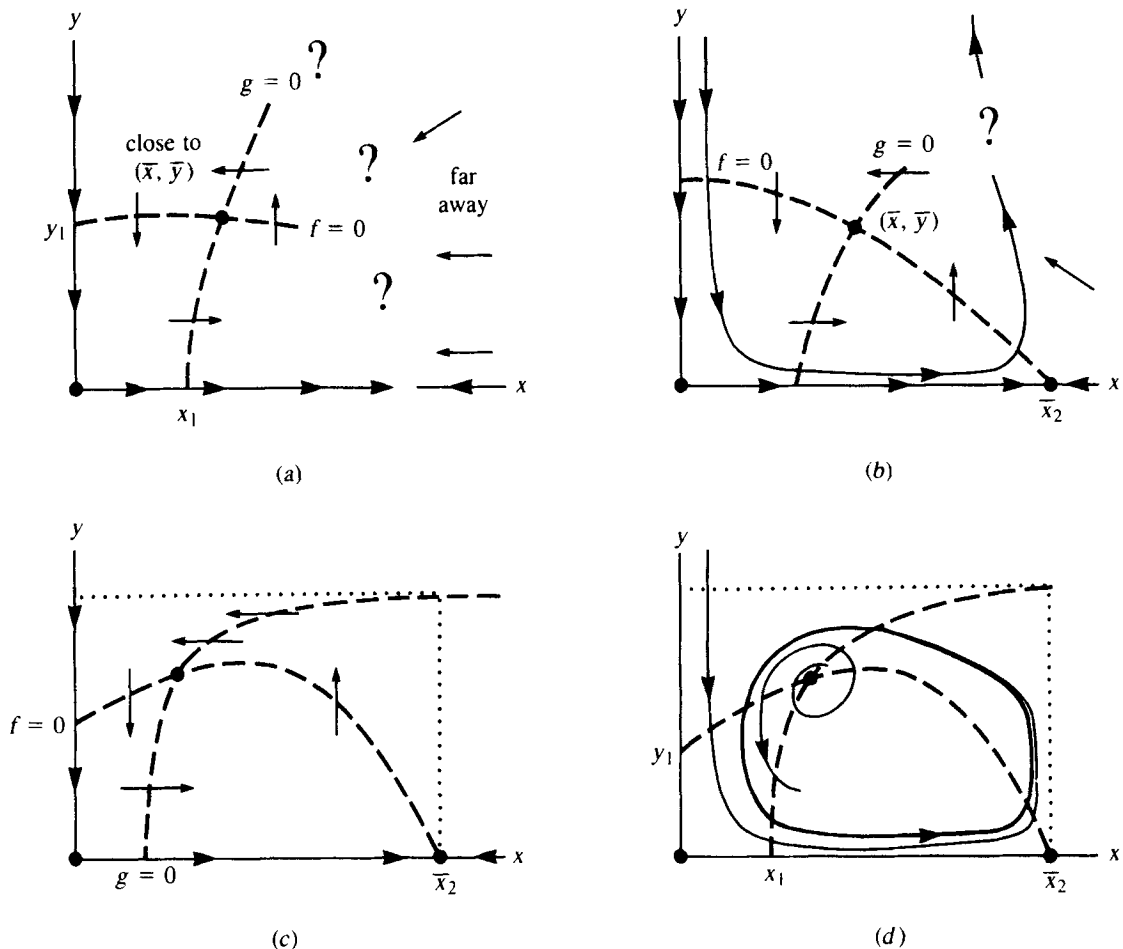 y
g = 0 ?
close to
(x̅, y̅)
?
far
away
y₁
f = 0
?
x₁
x
(a)
y
f = 0
g = 0
?
(x̅, y̅)
x̅₂
x
(b)
y
f = 0
g = 0
x̅₂
x
(c)
y
y₁
x₁
x̅₂
x
(d)